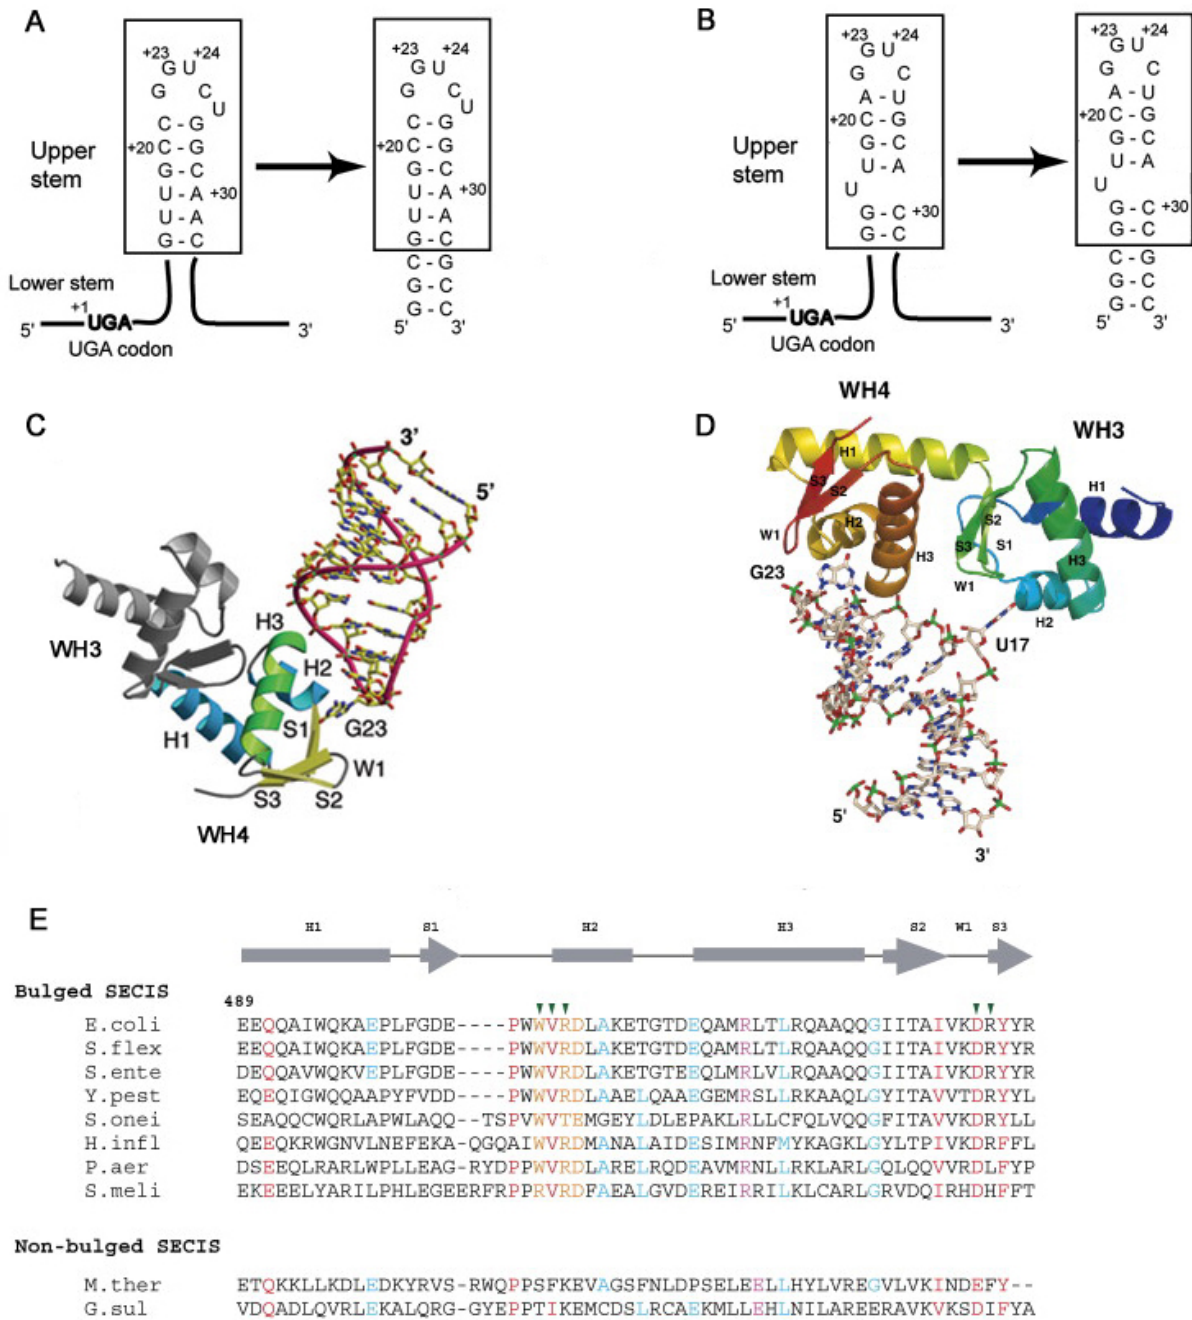 A
+23 +24
G U
G C
U
C - G
+20 C - G
G - C
U - A +30
U - A
G - C
Upper
stem
Lower stem
+1
5' UGA 3'
UGA codon
+23 +24
G U
G C
U
C - G
+20 C - G
G - C
U - A +30
U - A
G - C
C - G
G - C
G - C
5' 3'
B
+23 +24
G U
G C
A - U
+20 C - G
G - C
U - A
U
G - C +30
G - C
Upper
stem
Lower stem
+1
5' UGA 3'
UGA codon
+23 +24
G U
G C
A - U
+20 C - G
G - C
U - A
U
G - C +30
G - C
C - G
G - C
G - C
5' 3'
C
3'
5'
H3
WH3
H2
H1
S1
G23
W1
S3
S2
WH4
D
WH4
WH3
H1
S3
S2
H1
S2
W1
H2
S3
S1
H3
H3
G23
W1
H2
U17
5'
3'
E
H1 S1 H2 H3 S2 W1 S3
Bulged SECIS
489
E.coli EEQQAIWQKAEPLFGDE----PWWVRDLAKETGTDEQAMRLTLRQAAQQGIITAIVKDRYYR
S.flex EEQQAIWQKAEPLFGDE----PWWVRDLAKETGTDEQAMRLTLRQAAQQGIITAIVKDRYYR
S.ente DEQQAVWQKVEPLFGDE----PWWVRDLAKETGTEEQLMRLVLRQAAQQGIITAIVKDRYYR
Y.pest EQEQEIGWQQAAPYFVDD----PWWVRDLAAELQAAEGEMRSLLRKAAQLGYITAVVTDRYYL
S.onei SEAQQCWQRLAPWLAQQ--TSPVWVRTEMGEYLDLEPAKLRLLCFQLVQQGFITAVVKDRYLL
H.infl QEEQKRWGNVLNEFEKA-QGQAIWVRDMANALAIDESIMRNFMYKAGKLGYLTPIVKDRFFL
P.aer DSEEQLRARLWPLLEAG-RYDPPWVRDLARELRQDEAVMRNLLRKLARLGQLQQVVRDLFYP
S.meli EKEEELYARILPHLEGEERFRPPRVRDFAEALGVDEREIRRILKLCARLGRVDQIRHDHFFT
Non-bulged SECIS
M.ther ETQKKLLKDLEDKYRVS-RWQPPSFKEVAGSFNLDPSELEELLHYLVREGVLVKINDEFY--
G.sul VDQADLQVRLEKALQRG-GYEPPTIKEMCDSLRCAEKMLLEHLNILAREERAVKVKSDIFYA